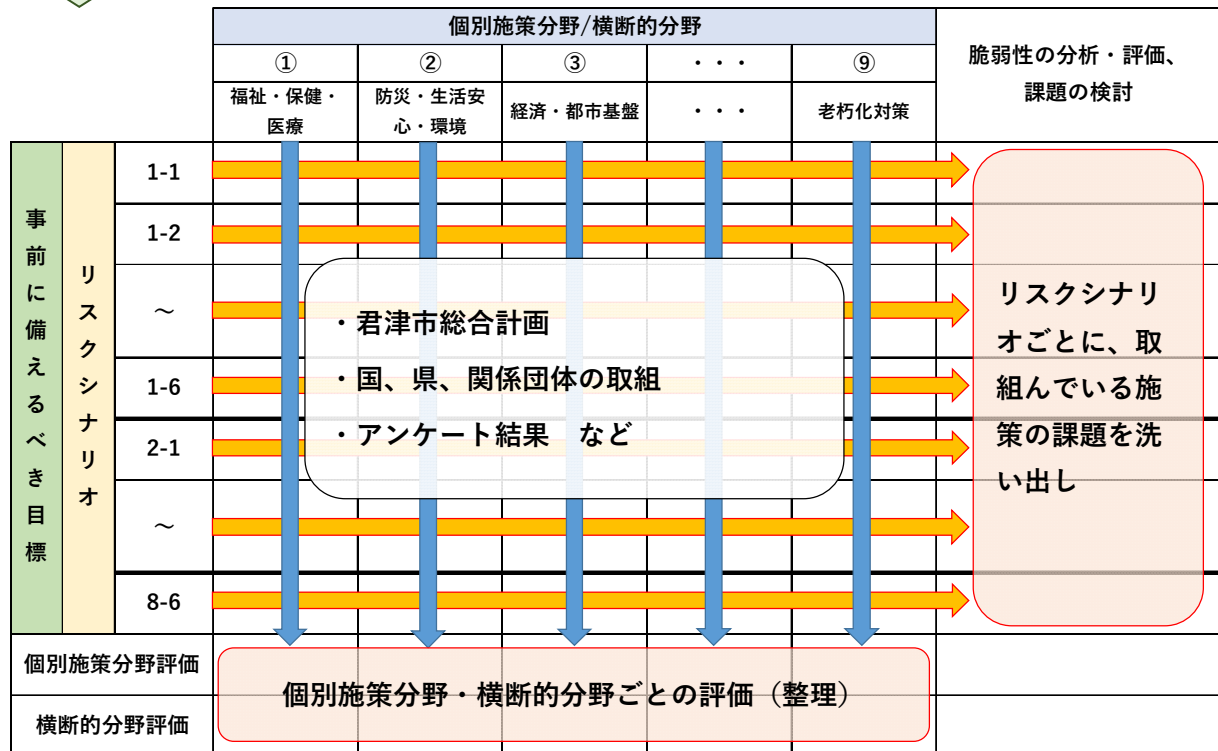 個別施策分野/横断的分野
脆弱性の分析・評価、
課題の検討
①
②
③
・・・
⑨
福祉・保健・
医療
防災・生活安
心・環境
経済・都市基盤
・・・
老朽化対策
事前に備えるべき目標
リスクシナリオ
1-1
1-2
～
1-6
2-1
～
8-6
・君津市総合計画
・国、県、関係団体の取組
・アンケート結果　など
リスクシナリ
オごとに、取
組んでいる施
策の課題を洗
い出し
個別施策分野評価
横断的分野評価
個別施策分野・横断的分野ごとの評価（整理）